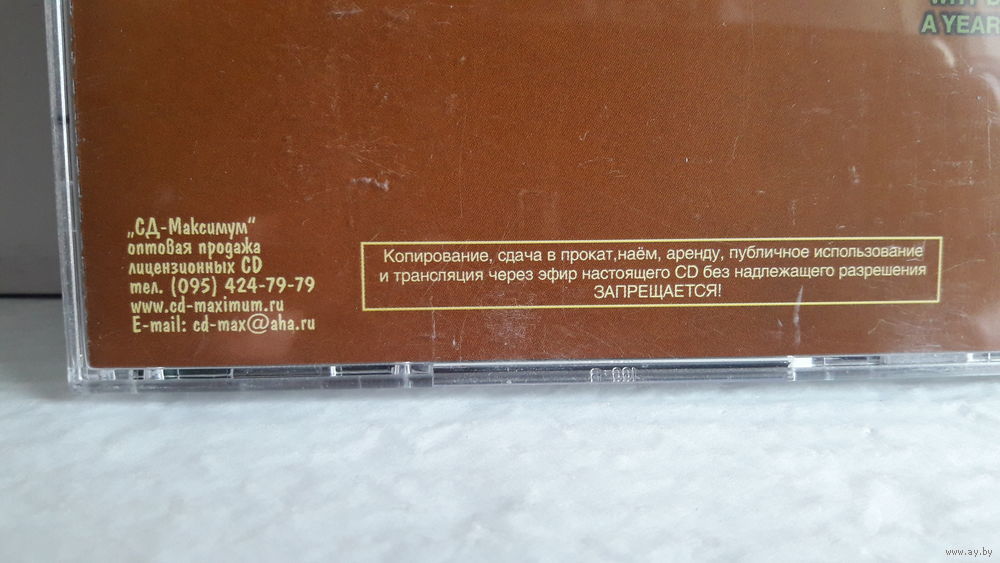 A YEAR
„СД-Максимум“
оптовая продажа
лицензионных CD
тел. (095) 424-79-79
www.cd-maximum.ru
E-mail: cd-max@aha.ru
Копирование, сдача в прокат,наём, аренду, публичное использование
и трансляция через эфир настоящего CD без надлежащего разрешения
ЗАПРЕЩАЕТСЯ!
www.ay.by